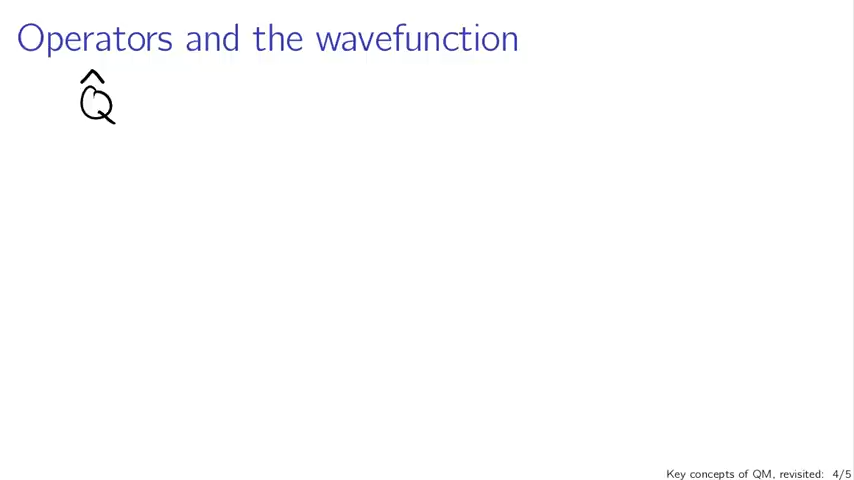 Operators and the wavefunction
Q̂
Key concepts of QM, revisited: 4/5